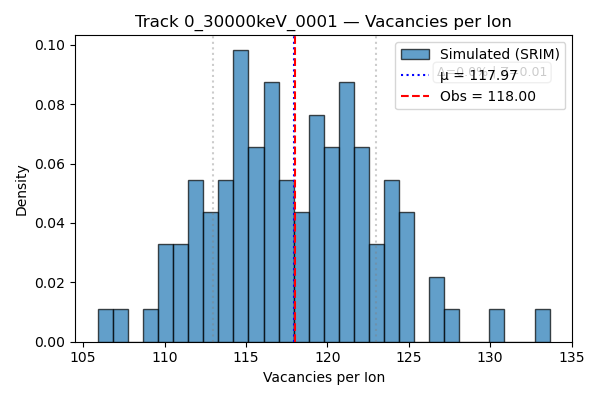 Track 0_30000keV_0001 — Vacancies per Ion
Simulated (SRIM)
μ = 117.97
Obs = 118.00
Density
0.10
0.08
0.06
0.04
0.02
0.00
105 110 115 120 125 130 135
Vacancies per Ion